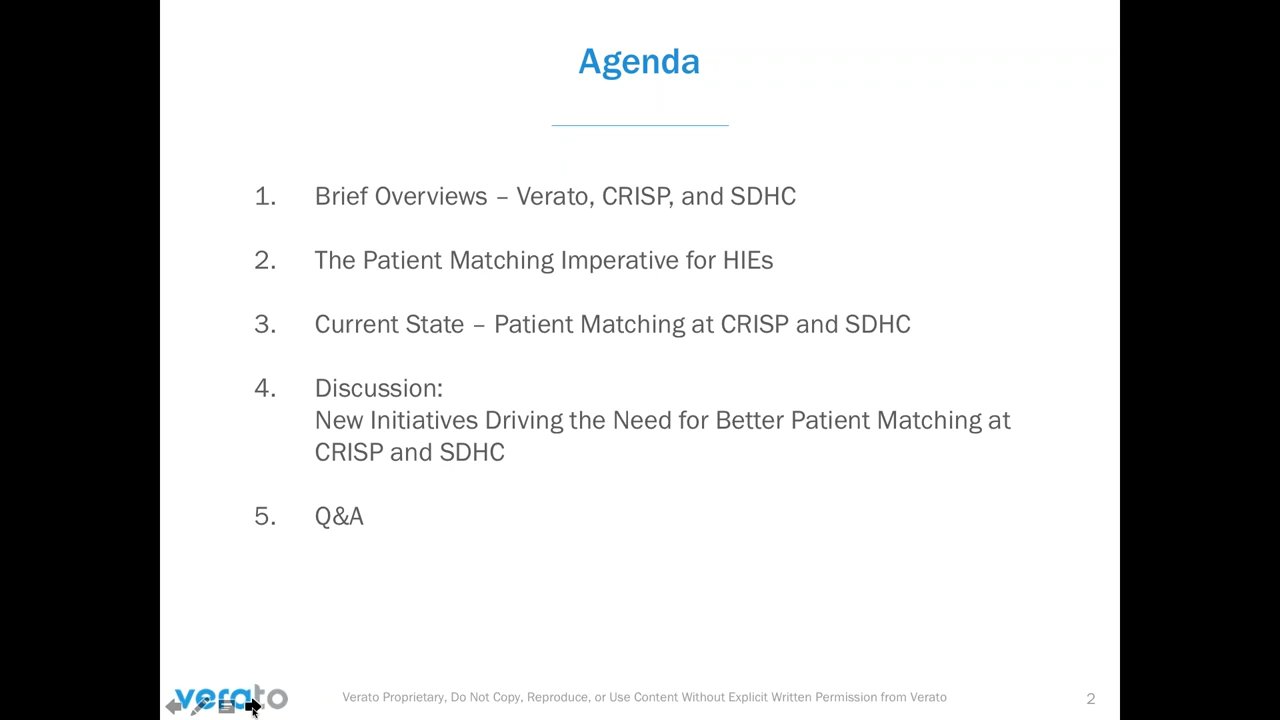 Agenda
1. Brief Overviews – Verato, CRISP, and SDHC
2. The Patient Matching Imperative for HIEs
3. Current State – Patient Matching at CRISP and SDHC
4. Discussion:
New Initiatives Driving the Need for Better Patient Matching at
CRISP and SDHC
5. Q&A
verato
Verato Proprietary, Do Not Copy, Reproduce, or Use Content Without Explicit Written Permission from Verato
2